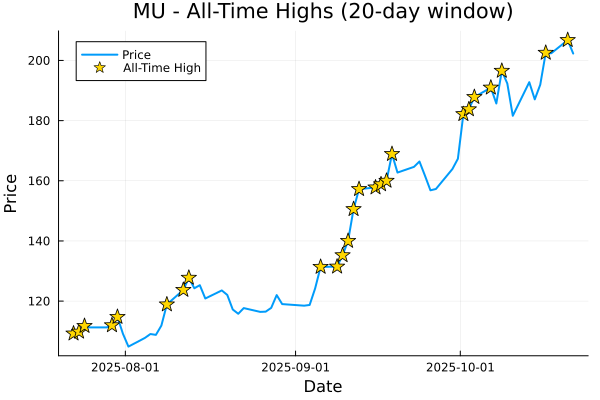 MU - All-Time Highs (20-day window)
Price
All-Time High
200
180
160
140
120
Price
2025-08-01
2025-09-01
2025-10-01
Date